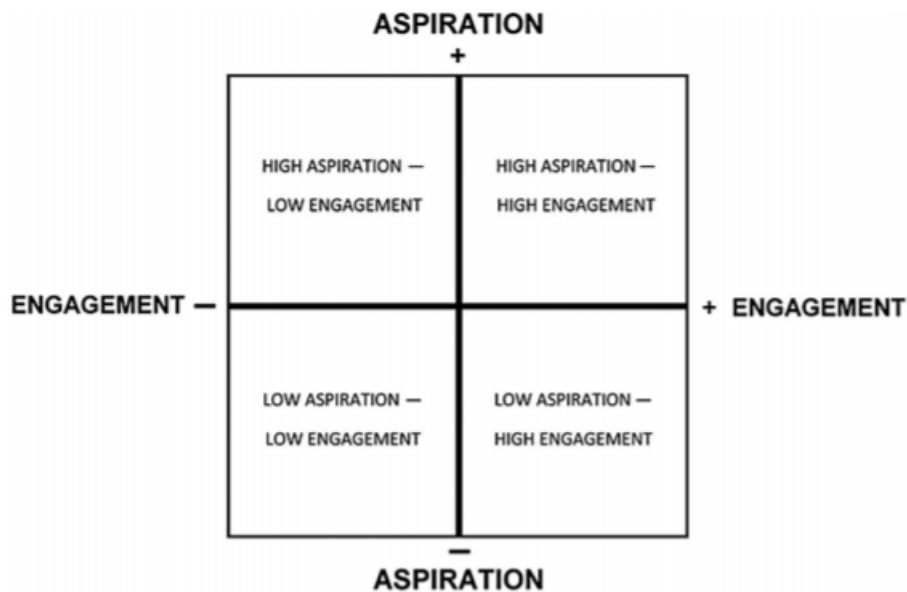 ASPIRATION
+
HIGH ASPIRATION —
LOW ENGAGEMENT
HIGH ASPIRATION —
HIGH ENGAGEMENT
ENGAGEMENT —
+ ENGAGEMENT
LOW ASPIRATION —
LOW ENGAGEMENT
LOW ASPIRATION —
HIGH ENGAGEMENT
—
ASPIRATION